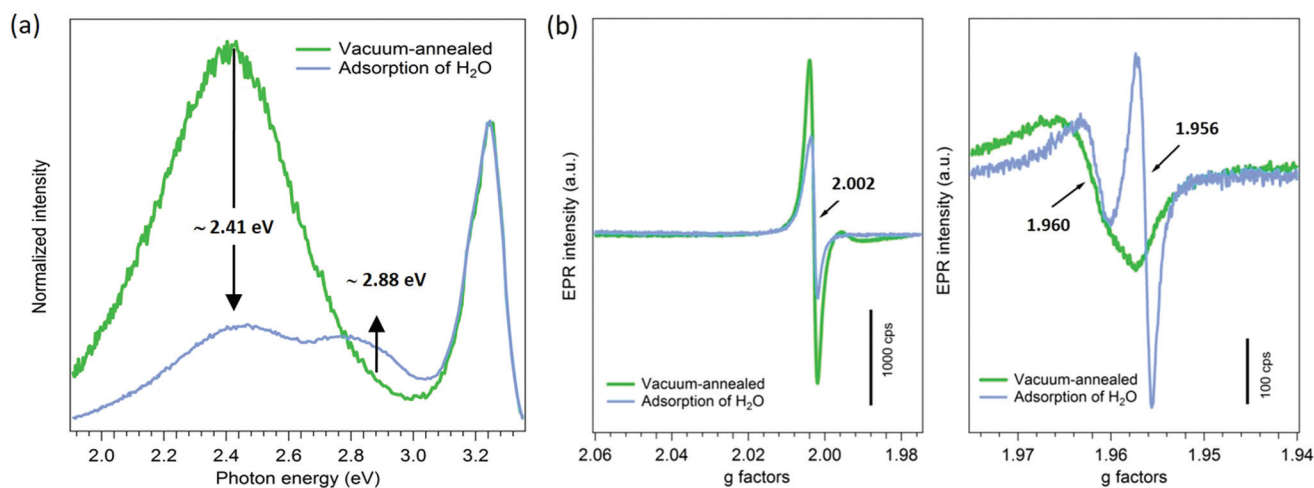 (a)
Normalized intensity
Vacuum-annealed
Adsorption of H₂O
~ 2.41 eV
~ 2.88 eV
2.0 2.2 2.4 2.6 2.8 3.0 3.2
Photon energy (eV)
(b)
EPR intensity (a.u.)
2.002
1000 cps
Vacuum-annealed
Adsorption of H₂O
2.06 2.04 2.02 2.00 1.98
g factors
EPR intensity (a.u.)
1.956
1.960
100 cps
Vacuum-annealed
Adsorption of H₂O
1.97 1.96 1.95 1.94
g factors